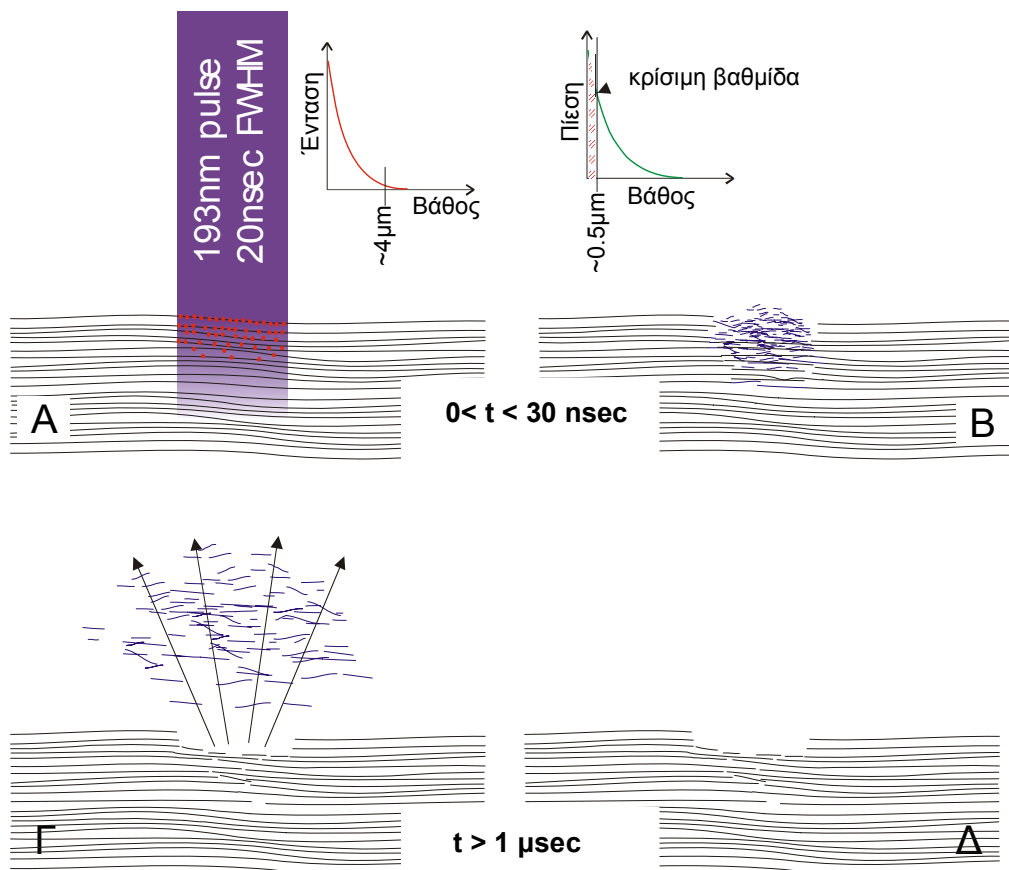 193nm pulse
20nsec FWHM
Ένταση
Βάθος
~4μm
Πίεση
κρίσιμη βαθμίδα
Βάθος
~0.5μm
Α
0< t < 30 nsec
Β
Γ
t > 1 μsec
Δ